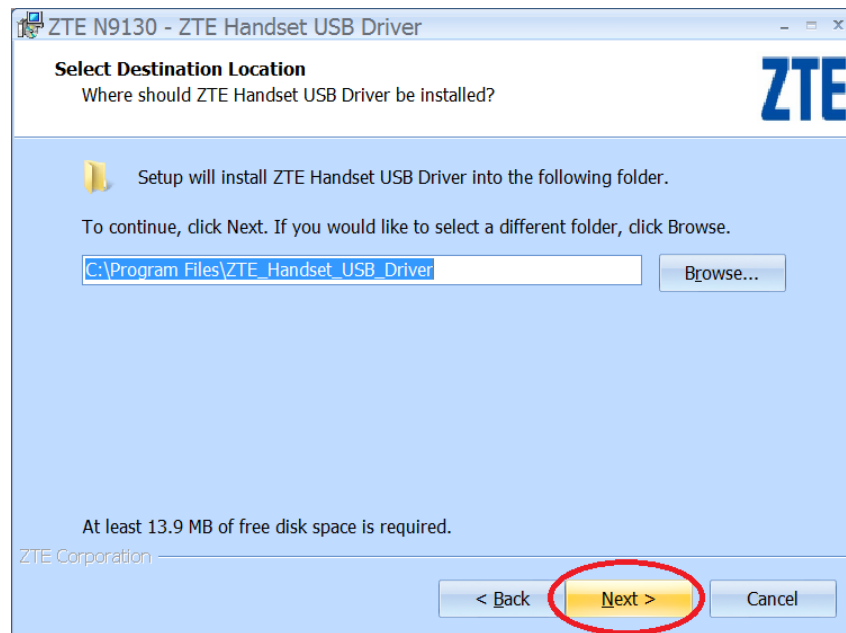 ZTE N9130 - ZTE Handset USB Driver
Select Destination Location
Where should ZTE Handset USB Driver be installed?
ZTE
Setup will install ZTE Handset USB Driver into the following folder.
To continue, click Next. If you would like to select a different folder, click Browse.
C:\Program Files\ZTE_Handset_USB_Driver
Browse...
At least 13.9 MB of free disk space is required.
ZTE Corporation
< Back
Next >
Cancel